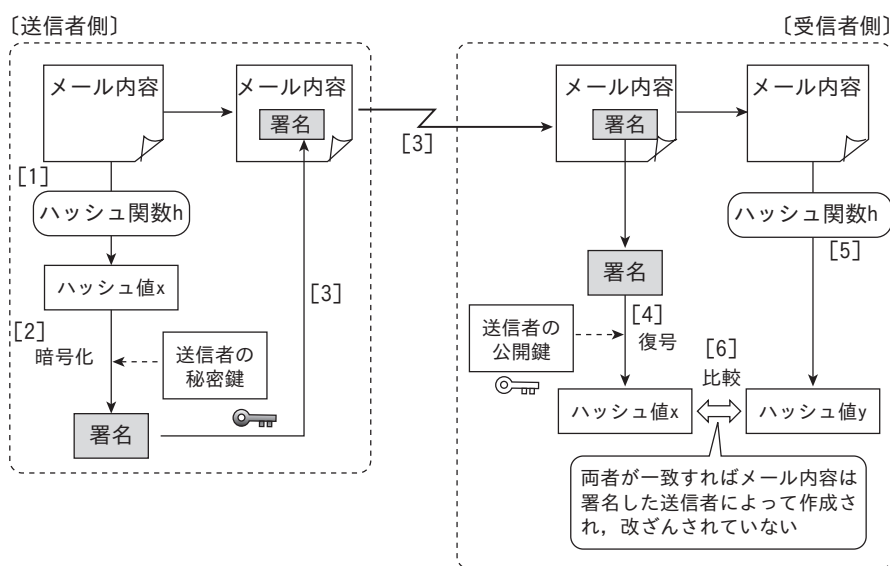 〔送信者側〕
メール内容
メール内容
署名
[1]
ハッシュ関数h
ハッシュ値x
[2]
暗号化
送信者の
秘密鍵
署名
[3]
[3]
〔受信者側〕
メール内容
署名
メール内容
ハッシュ関数h
[5]
署名
[4]
復号
送信者の
公開鍵
[6]
比較
ハッシュ値x
ハッシュ値y
両者が一致すればメール内容は
署名した送信者によって作成さ
れ，改ざんされていない